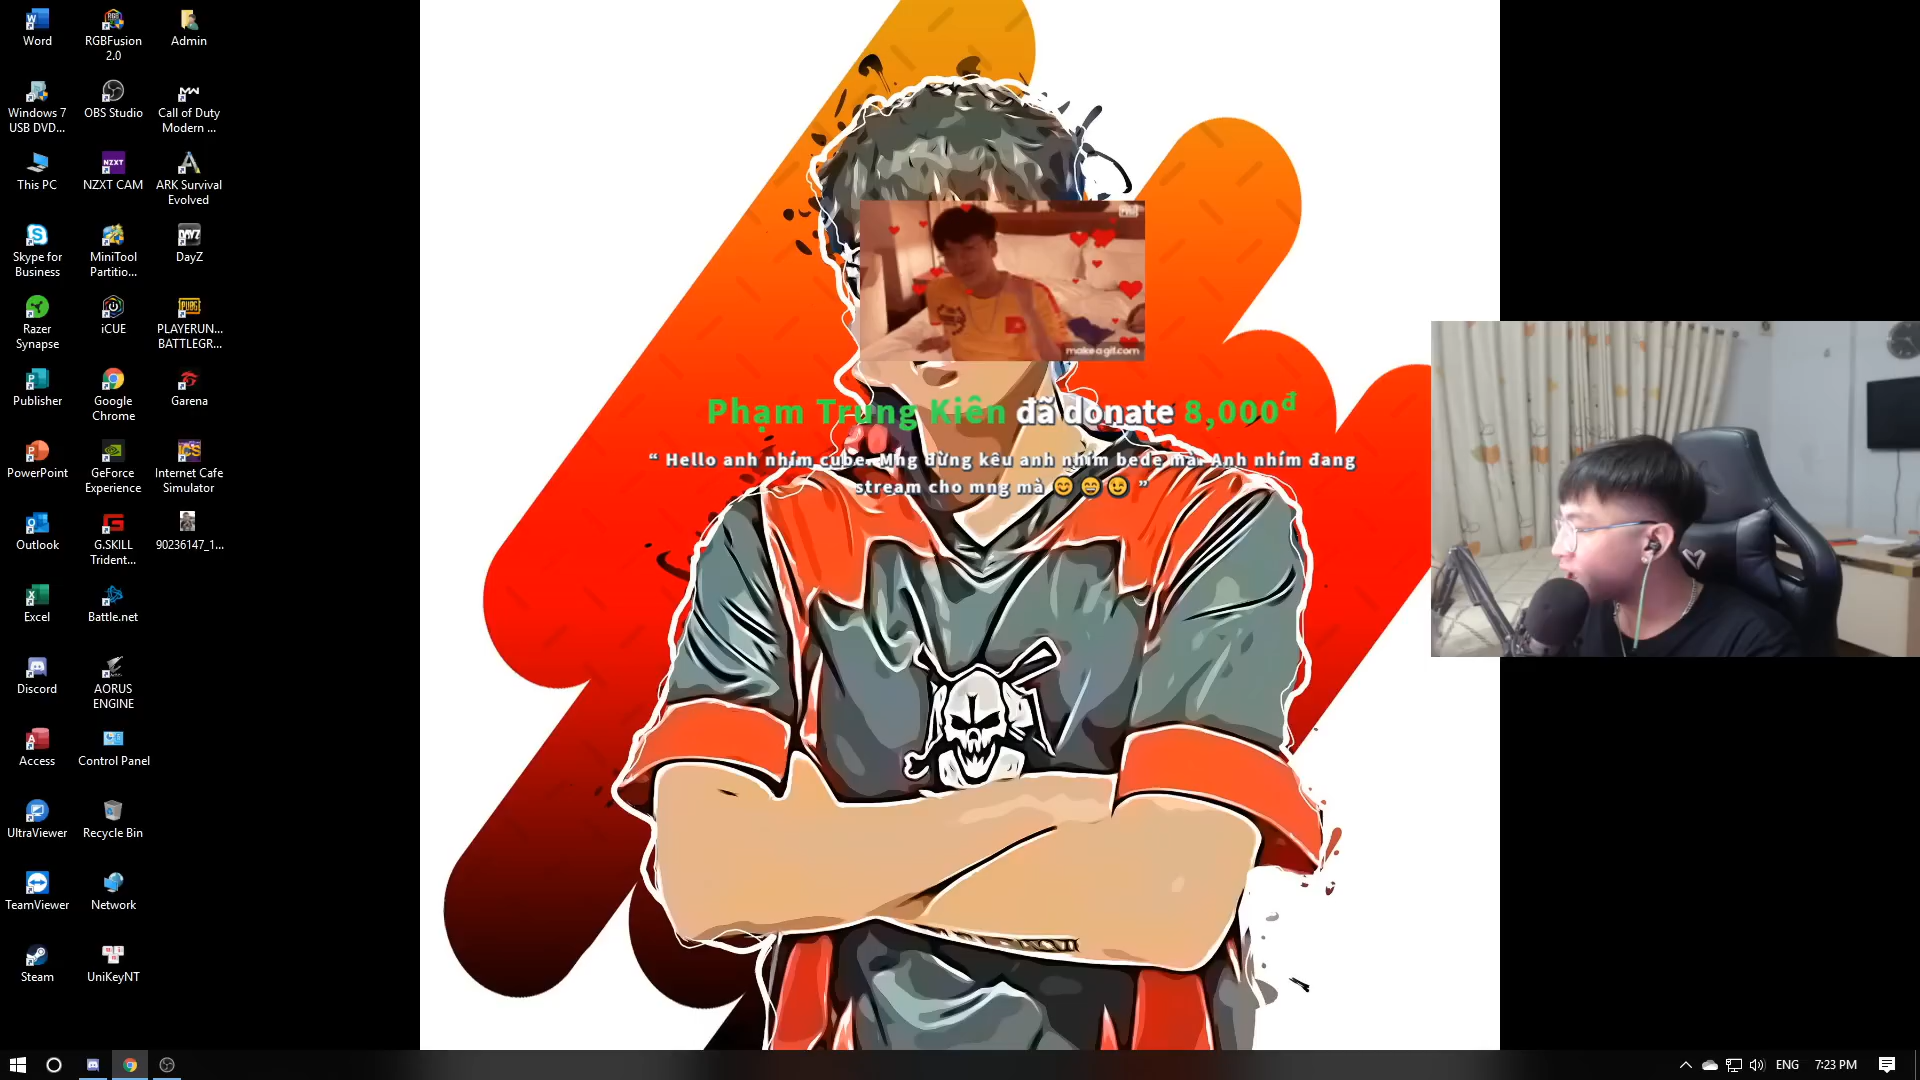 Word
RGBFusion
2.0
Admin
Windows 7
USB DVD...
OBS Studio
Call of Duty
Modern ...
This PC
NZXT
NZXT CAM
ARK Survival
Evolved
Skype for
Business
MiniTool
Partitio...
DAYZ
DayZ
Razer
Synapse
iCUE
PUBG
PLAYERUN...
BATTLEGR...
Publisher
Google
Chrome
Garena
PowerPoint
GeForce
Experience
Internet Cafe
Simulator
Outlook
G.SKILL
Trident...
90236147_1...
Excel
Battle.net
Discord
AORUS
ENGINE
Access
Control Panel
UltraViewer
Recycle Bin
TeamViewer
Network
Steam
UniKeyNT
makeagif.com
Phạm Trung Kiên đã donate 8,000đ
“ Hello anh nhím cube. Mng đừng kêu anh nhím bede mà. Anh nhím đang
stream cho mng mà 😊 😁 😉 ”
ENG
7:23 PM